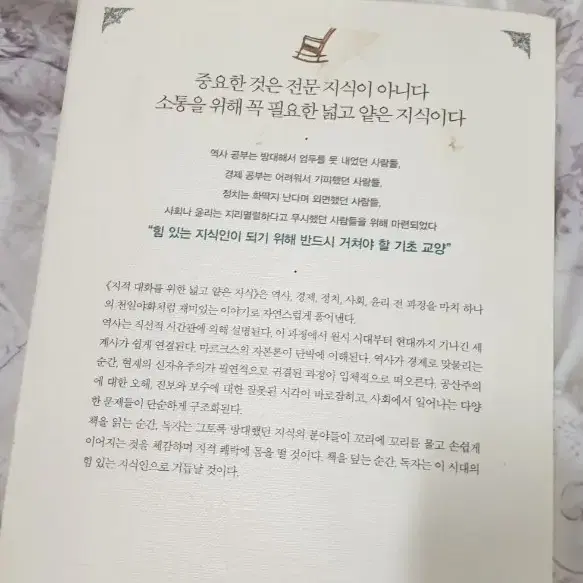 중요한 것은 전문 지식이 아니다
소통을 위해 꼭 필요한 넓고 얕은 지식이다
역사 공부는 방대해서 엄두를 못 내었던 사람들,
경제 공부는 어려워서 기피했던 사람들,
정치는 화딱지 난다며 외면했던 사람들,
사회나 윤리는 지리멸렬하다고 무시했던 사람들을 위해 마련되었다
“힘 있는 지식인이 되기 위해 반드시 거쳐야 할 기초 교양”
《지적 대화를 위한 넓고 얕은 지식》은 역사, 경제, 정치, 사회, 윤리 전 과정을 마치 하나
의 천일야화처럼 재미있는 이야기로 자연스럽게 풀어낸다.
역사는 직선적 시간관에 의해 설명된다. 이 과정에서 원시 시대부터 현대까지 기나긴 세
계사가 쉽게 연결된다. 마르크스의 자본론이 단박에 이해된다. 역사가 경제로 맞물리는
순간, 현재의 신자유주의가 필연적으로 귀결된 과정이 입체적으로 떠오른다. 공산주의
에 대한 오해, 진보와 보수에 대한 잘못된 시각이 바로잡히고, 사회에서 일어나는 다양
한 문제들이 단순하게 구조화된다.
책을 읽는 순간, 독자는 그토록 방대했던 지식의 분야들이 꼬리에 꼬리를 물고 손쉽게
이어지는 것을 체감하며 지적 쾌박에 몸을 떨 것이다. 책을 덮는 순간, 독자는 이 시대의
힘 있는 지식인으로 거듭날 것이다.